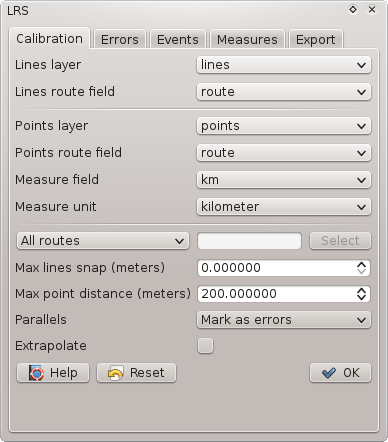 LRS
Calibration Errors Events Measures Export
Lines layer lines
Lines route field route
Points layer points
Points route field route
Measure field km
Measure unit kilometer
All routes Select
Max lines snap (meters) 0.000000
Max point distance (meters) 200.000000
Parallels Mark as errors
Extrapolate
Help Reset OK